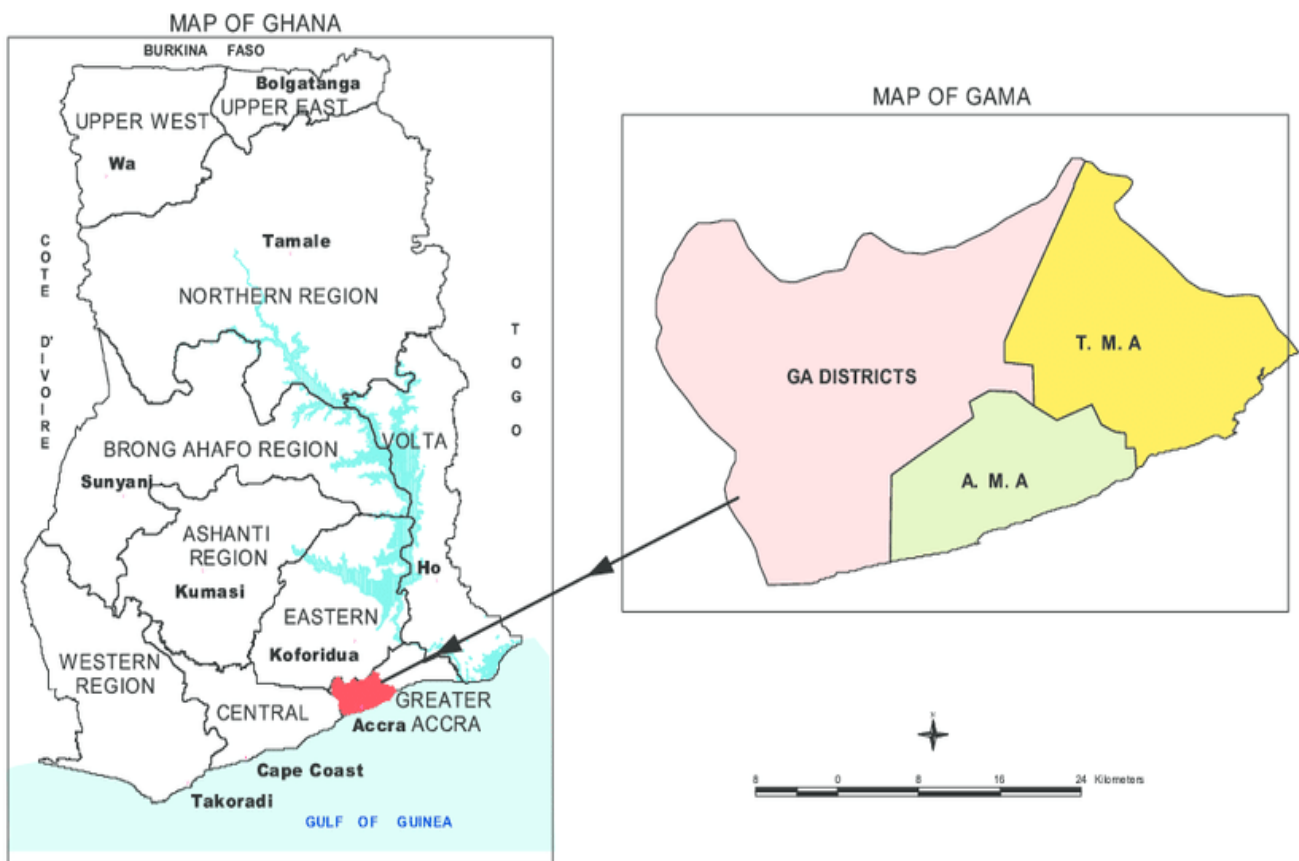 MAP OF GHANA
BURKINA FASO
Bolgatanga
UPPER EAST
UPPER WEST
Wa
COTE D'IVOIRE
Tamale
NORTHERN REGION
TOGO
BRONG AHAFO REGION
VOLTA
Sunyani
ASHANTI
REGION
Kumasi
Ho
EASTERN
Koforidua
WESTERN
REGION
CENTRAL
GREATER
ACCRA
Accra
Cape Coast
Takoradi
GULF OF GUINEA
MAP OF GAMA
T. M. A
GA DISTRICTS
A. M. A
N
8 0 8 16 24 Kilometers